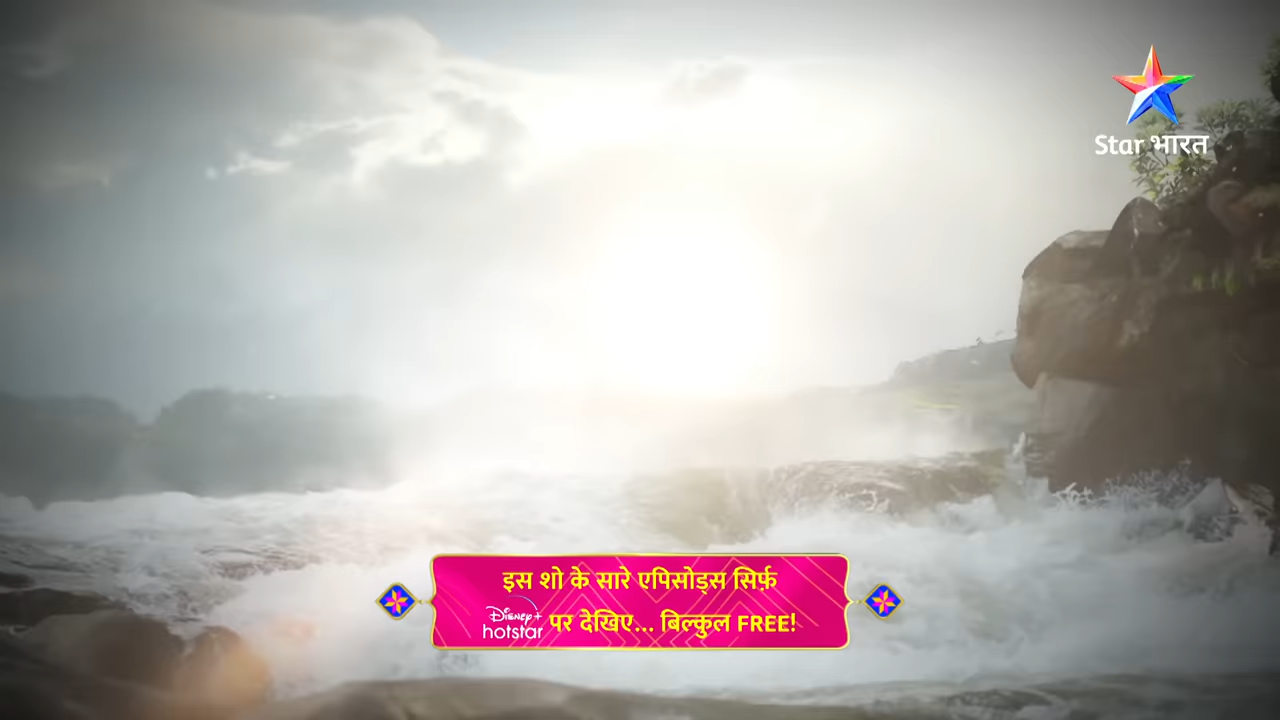 Star भारत
इस शो के सारे एपिसोड्स सिर्फ़
Disney+ hotstar पर देखिए... बिल्कुल FREE!